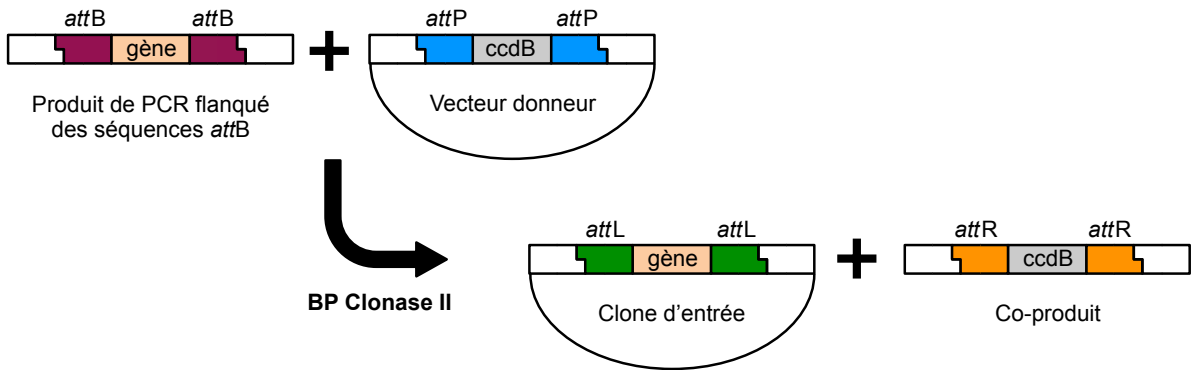 attB attB attP attP
gène ccdB
Produit de PCR flanqué
des séquences attB
Vecteur donneur
attL attL attR attR
gène ccdB
BP Clonase II
Clone d'entrée
Co-produit